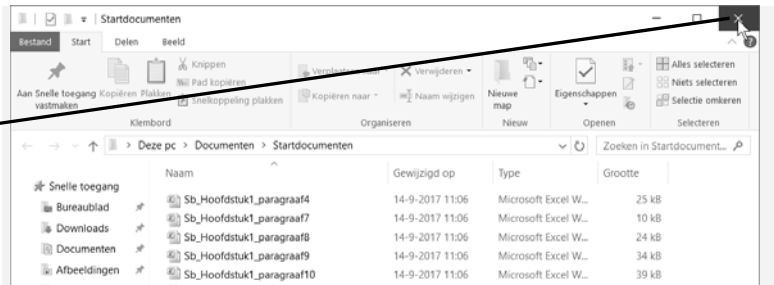 Startdocumenten
Bestand Start Delen Beeld
Aan Snelle toegang vastmaken
Kopiëren
Plakken
Knippen
Pad kopiëren
Snelkoppeling plakken
Klembord
Verplaatsen naar
Kopiëren naar
Verwijderen
Naam wijzigen
Organiseren
Nieuwe map
Nieuw
Eigenschappen
Openen
Alles selecteren
Niets selecteren
Selectie omkeren
Selecteren
Deze pc > Documenten > Startdocumenten
Zoeken in Startdocument...
Snelle toegang
Bureaublad
Downloads
Documenten
Afbeeldingen
Naam Gewijzigd op Type Grootte
Sb_Hoofdstuk1_paragraaf4 14-9-2017 11:06 Microsoft Excel W... 25 kB
Sb_Hoofdstuk1_paragraaf7 14-9-2017 11:06 Microsoft Excel W... 10 kB
Sb_Hoofdstuk1_paragraaf8 14-9-2017 11:06 Microsoft Excel W... 24 kB
Sb_Hoofdstuk1_paragraaf9 14-9-2017 11:06 Microsoft Excel W... 34 kB
Sb_Hoofdstuk1_paragraaf10 14-9-2017 11:06 Microsoft Excel W... 39 kB